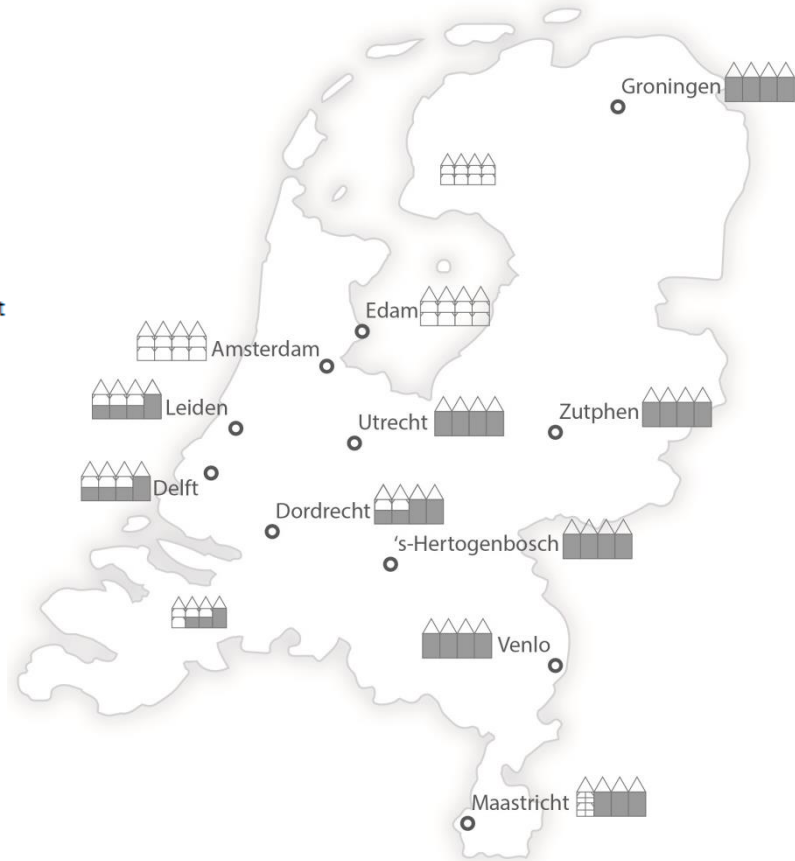 Groningen
Edam
Amsterdam
Leiden
Utrecht
Zutphen
Delft
Dordrecht
's-Hertogenbosch
Venlo
Maastricht